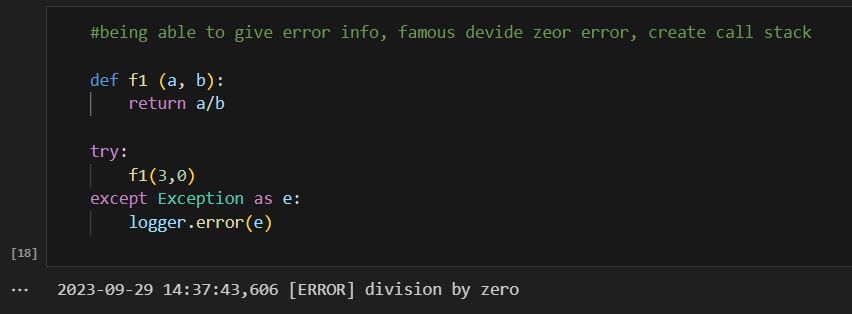 #being able to give error info, famous devide zeor error, create call stack
def f1 (a, b):
    return a/b
try:
    f1(3,0)
except Exception as e:
    logger.error(e)
[18]
... 2023-09-29 14:37:43,606 [ERROR] division by zero